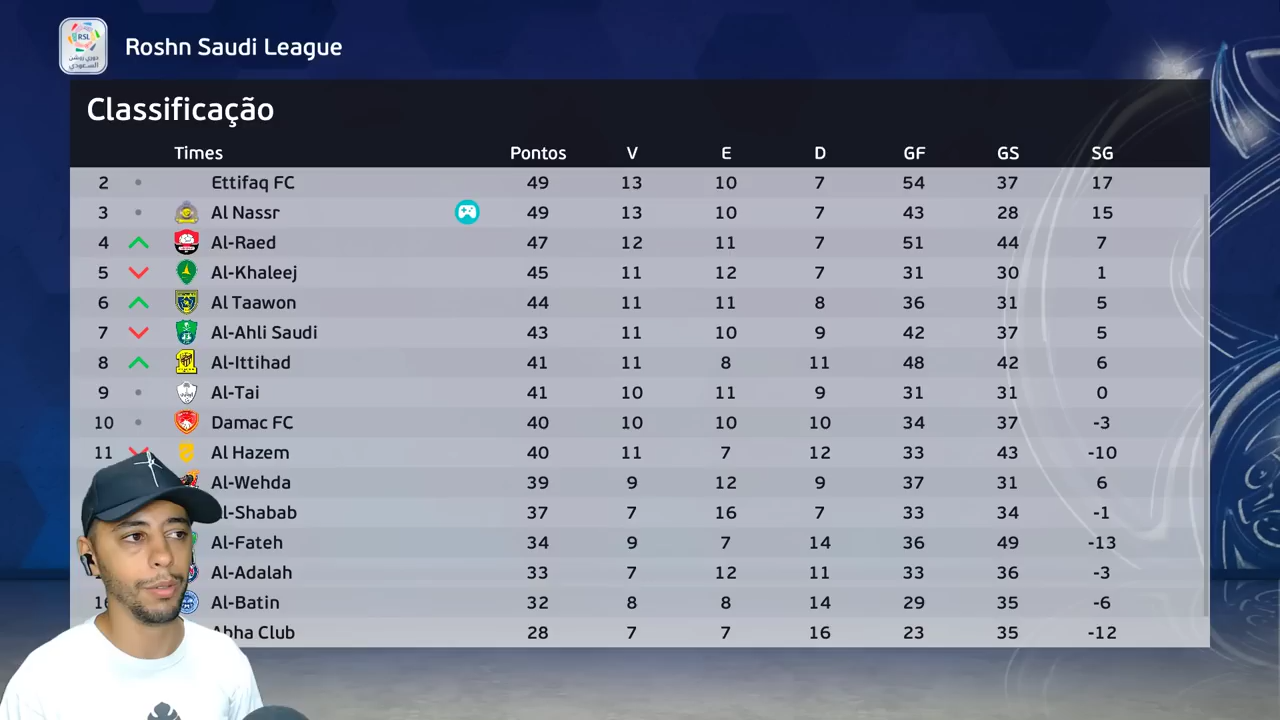 RSL
دوري روشن
السعودي
Roshn Saudi League
Classificação
Times Pontos V E D GF GS SG
2 Ettifaq FC 49 13 10 7 54 37 17
3 Al Nassr 49 13 10 7 43 28 15
4 Al-Raed 47 12 11 7 51 44 7
5 Al-Khaleej 45 11 12 7 31 30 1
6 Al Taawon 44 11 11 8 36 31 5
7 Al-Ahli Saudi 43 11 10 9 42 37 5
8 Al-Ittihad 41 11 8 11 48 42 6
9 Al-Tai 41 10 11 9 31 31 0
10 Damac FC 40 10 10 10 34 37 -3
11 Al Hazem 40 11 7 12 33 43 -10
Al-Wehda 39 9 12 9 37 31 6
Al-Shabab 37 7 16 7 33 34 -1
Al-Fateh 34 9 7 14 36 49 -13
Al-Adalah 33 7 12 11 33 36 -3
16 Al-Batin 32 8 8 14 29 35 -6
Abha Club 28 7 7 16 23 35 -12